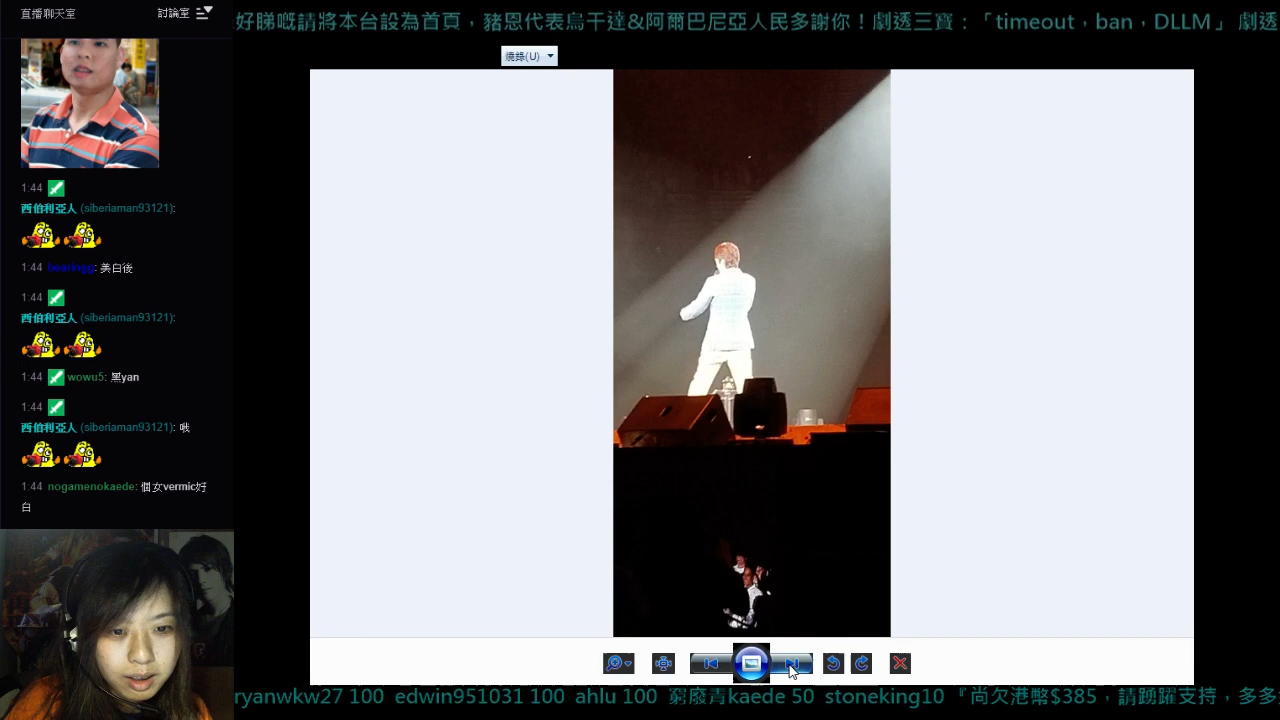 直播聊天室
討論室
好睇嘅請將本台設為首頁，豬恩代表烏干達&阿爾巴尼亞人民多謝你！劇透三寶：「timeout，ban，DLLM」 劇透
燒錄(U)
1:44
西伯利亞人 (siberiaman93121):
1:44 bearingg: 美白後
1:44
西伯利亞人 (siberiaman93121):
1:44 wowu5: 黑yan
1:44
西伯利亞人 (siberiaman93121): 哦
1:44 nogamenokaede: 個女vermic好
白
ryanwkw27 100 edwin951031 100 ahlu 100 窮廢青kaede 50 stoneking10 『尚欠港幣$385，請踴躍支持，多多